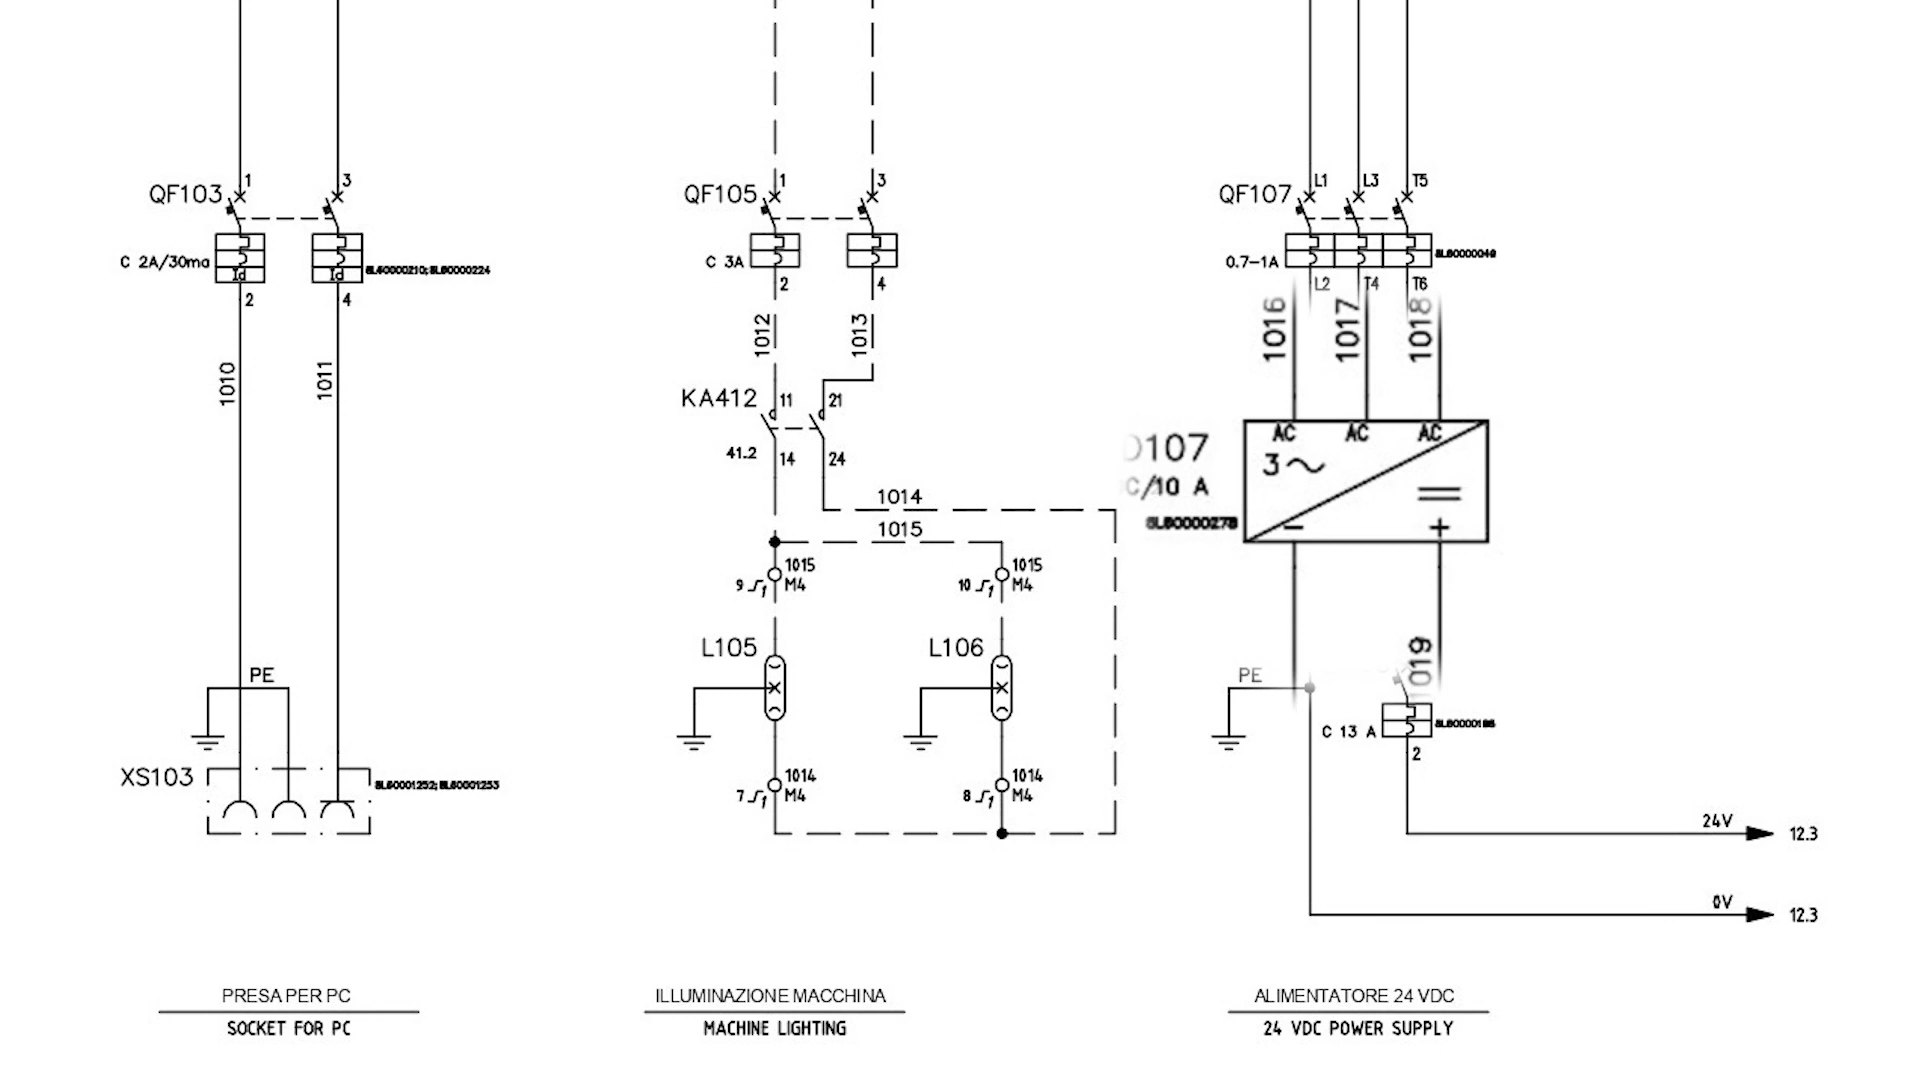 QF103
1
3
C 2A/30ma
Id
Id
2
4
1010
1011
PE
XS103
PRESA PER PC
SOCKET FOR PC
QF105
1
3
C 3A
2
4
1012
1013
KA412
11
21
41.2
14
24
1014
1015
1015
9
M4
1015
10
M4
L105
L106
1014
7
M4
1014
8
M4
ILLUMINAZIONE MACCHINA
MACHINE LIGHTING
QF107
L1
L3
T5
0.7-1A
L2
T4
T6
1016
1017
1018
AC
AC
AC
D107
3~
C/10 A
-
+
1019
PE
C 13 A
2
24V
12.3
0V
12.3
ALIMENTATORE 24 VDC
24 VDC POWER SUPPLY